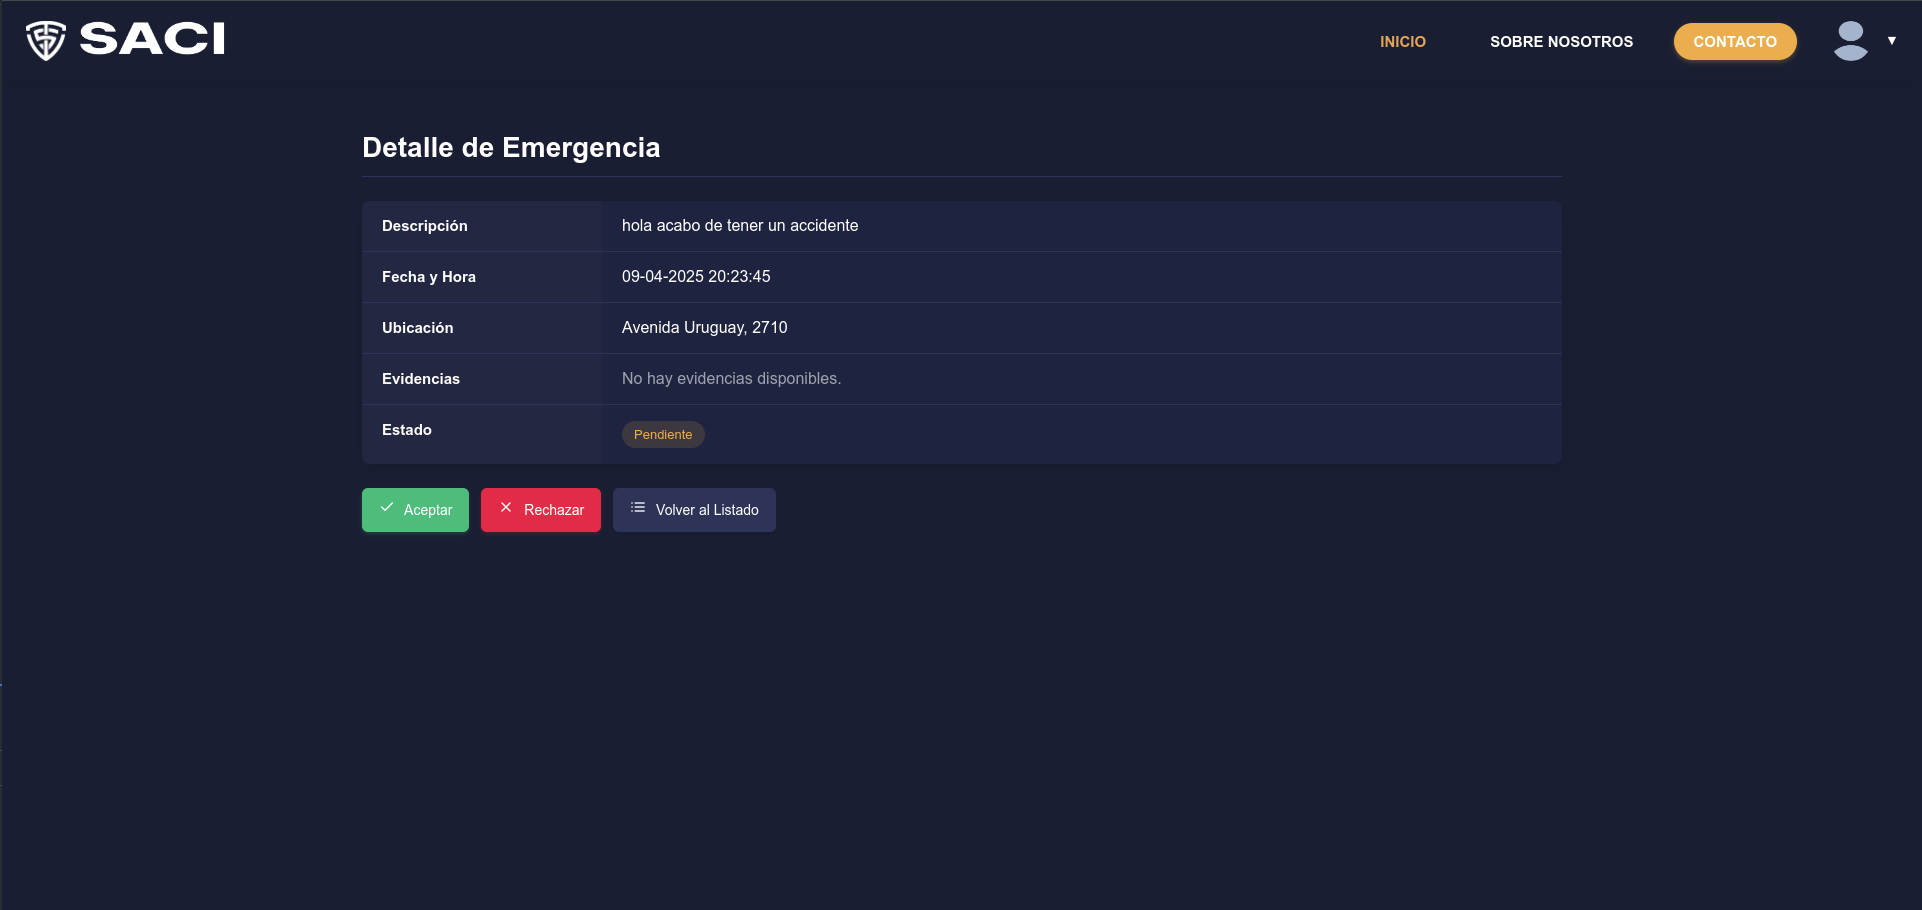 SACI
INICIO
SOBRE NOSOTROS
CONTACTO
Detalle de Emergencia
Descripción hola acabo de tener un accidente
Fecha y Hora 09-04-2025 20:23:45
Ubicación Avenida Uruguay, 2710
Evidencias No hay evidencias disponibles.
Estado Pendiente
Aceptar Rechazar Volver al Listado